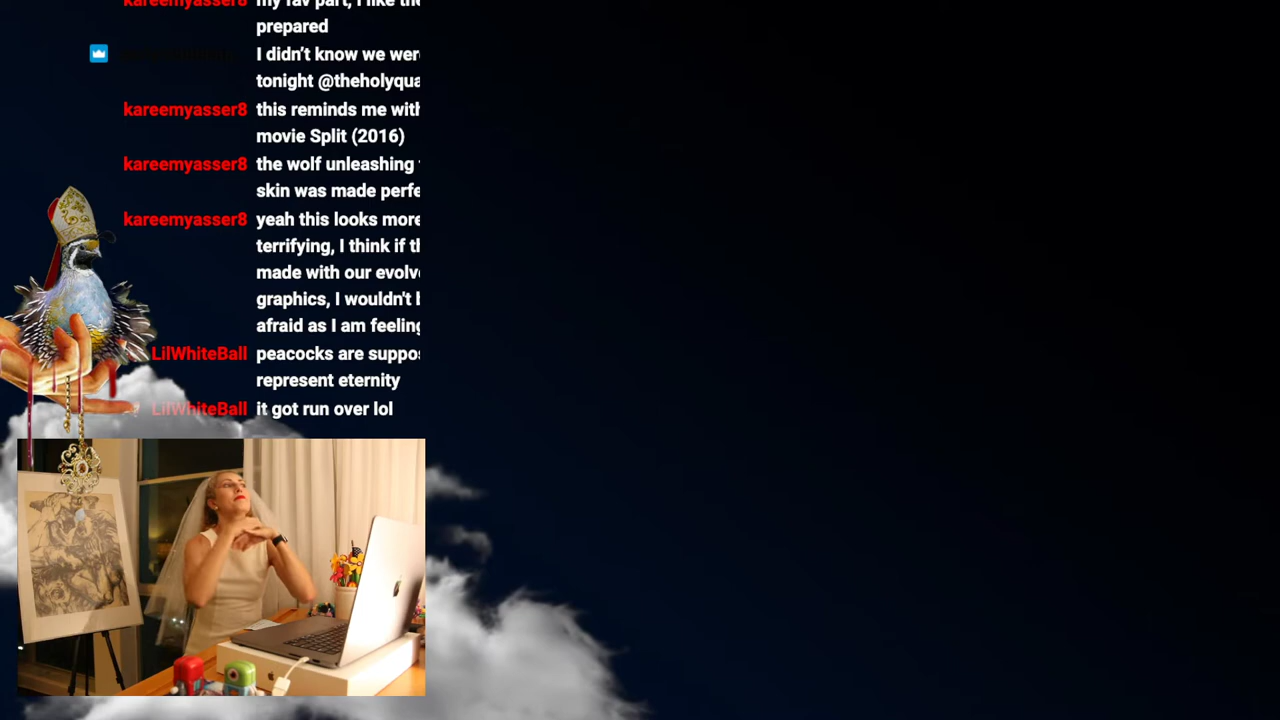 kareemyasser8 my fav part, I like the
prepared
I didn't know we wer
tonight @theholyqua
kareemyasser8 this reminds me with
movie Split (2016)
kareemyasser8 the wolf unleashing
skin was made perfe
kareemyasser8 yeah this looks more
terrifying, I think if th
made with our evolv
graphics, I wouldn't b
afraid as I am feeling
LilWhiteBall peacocks are suppo
represent eternity
LilWhiteBall it got run over lol